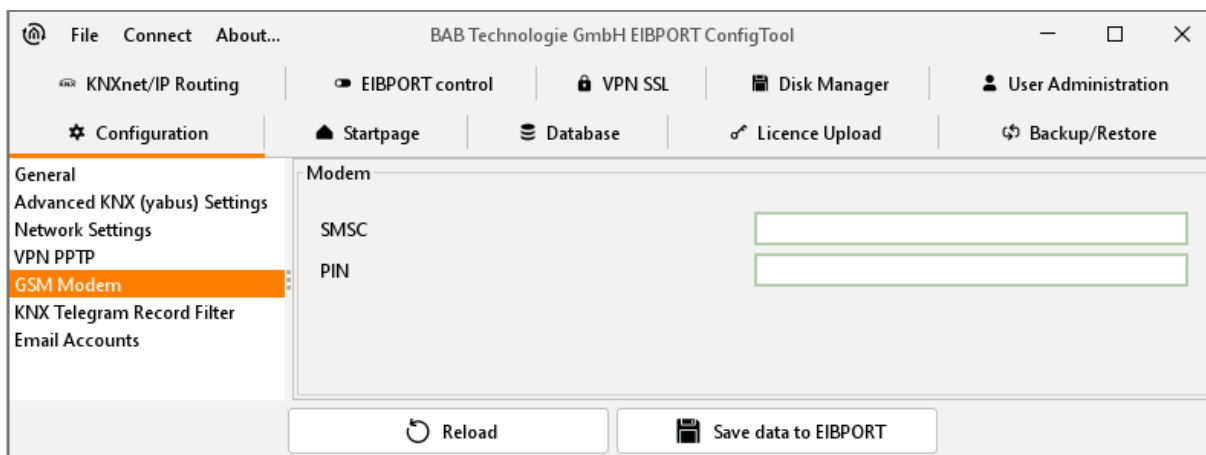 File Connect About... BAB Technologie GmbH EIBPORT ConfigTool
KNX KNXnet/IP Routing EIBPORT control VPN SSL Disk Manager User Administration
Configuration Startpage Database Licence Upload Backup/Restore
General
Advanced KNX (yabus) Settings
Network Settings
VPN PPTP
GSM Modem
KNX Telegram Record Filter
Email Accounts
Modem
SMSC
PIN
Reload Save data to EIBPORT